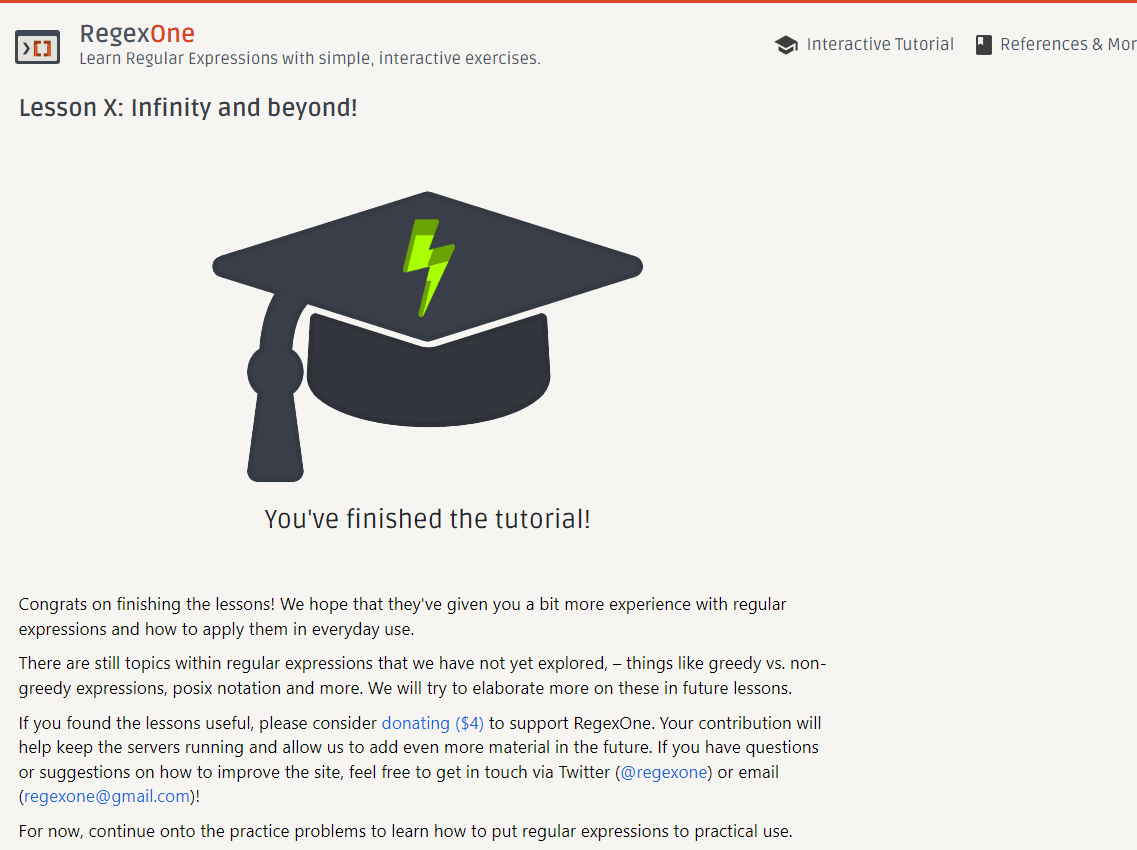 RegexOne
Learn Regular Expressions with simple, interactive exercises.
Interactive Tutorial
References & Mor
Lesson X: Infinity and beyond!
You've finished the tutorial!
Congrats on finishing the lessons! We hope that they've given you a bit more experience with regular
expressions and how to apply them in everyday use.
There are still topics within regular expressions that we have not yet explored, – things like greedy vs. non-
greedy expressions, posix notation and more. We will try to elaborate more on these in future lessons.
If you found the lessons useful, please consider donating ($4) to support RegexOne. Your contribution will
help keep the servers running and allow us to add even more material in the future. If you have questions
or suggestions on how to improve the site, feel free to get in touch via Twitter (@regexone) or email
(regexone@gmail.com)!
For now, continue onto the practice problems to learn how to put regular expressions to practical use.